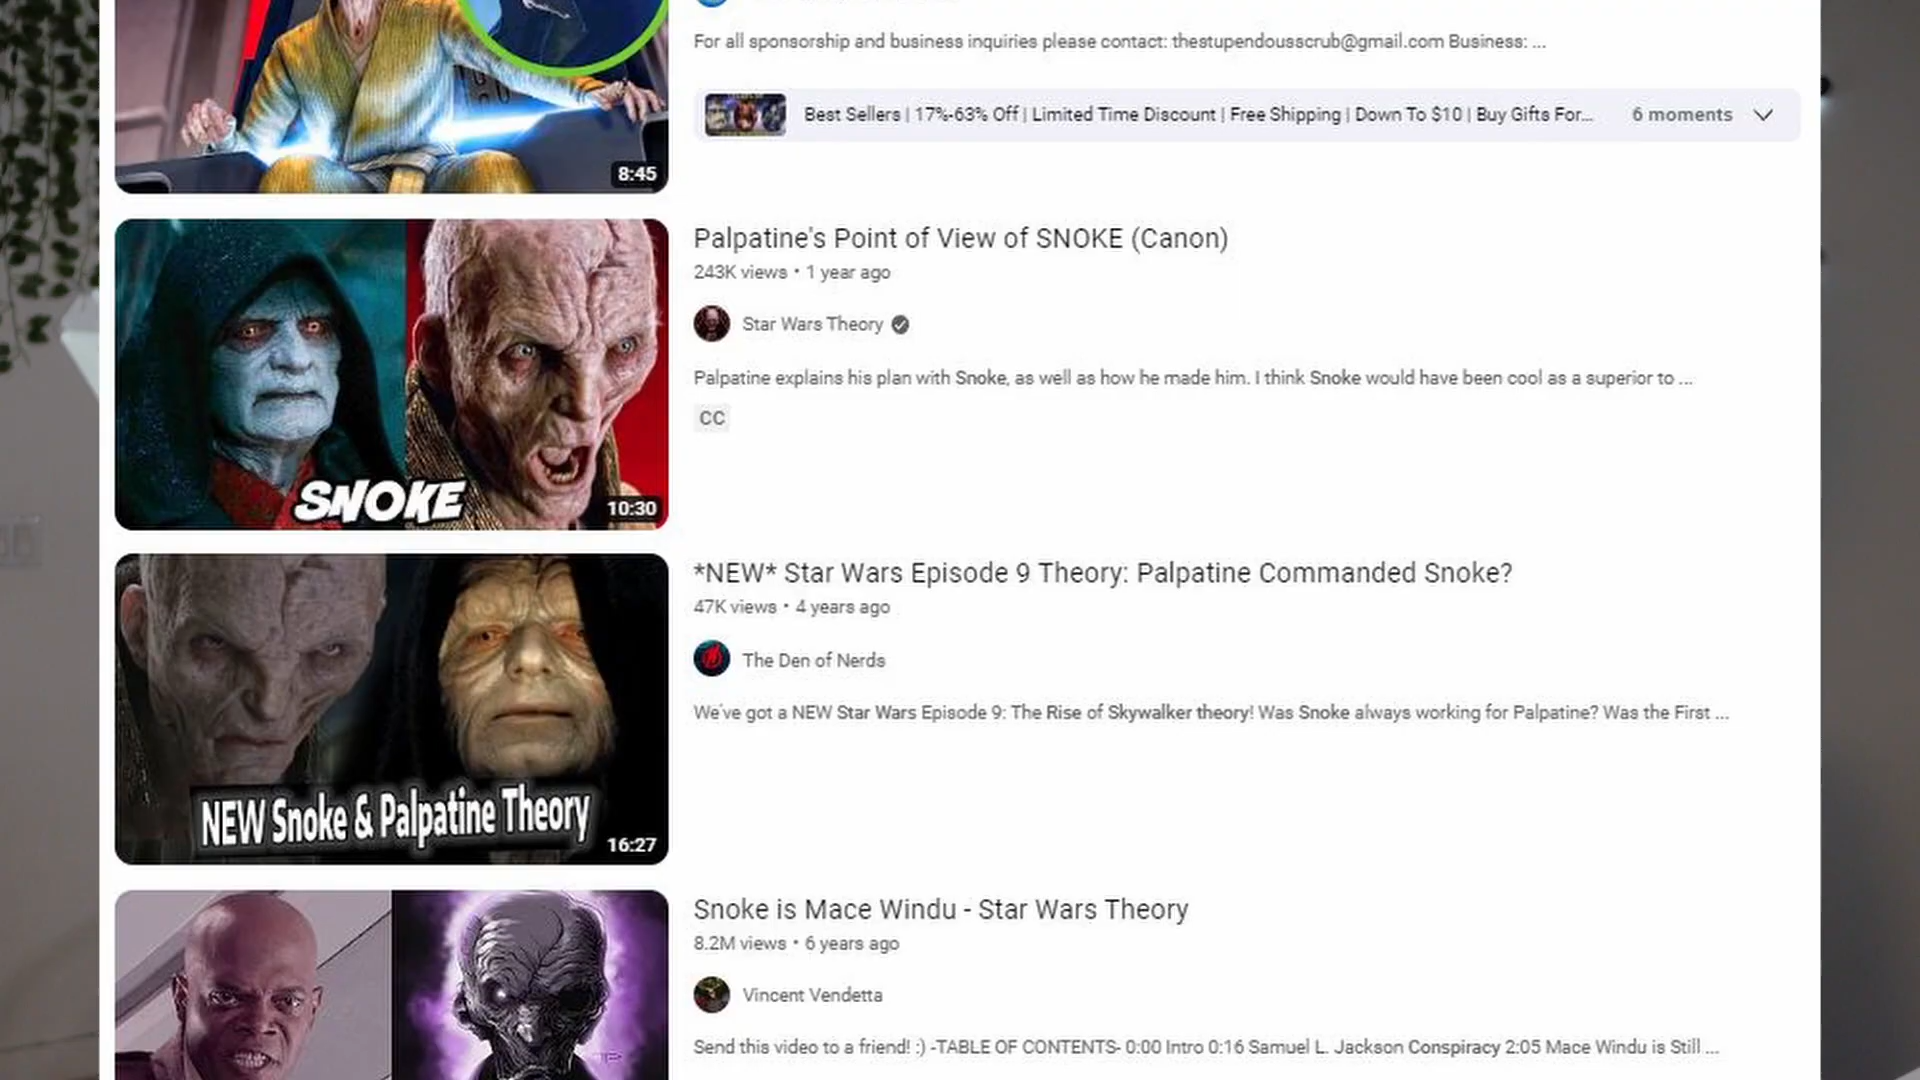 For all sponsorship and business inquiries please contact: thestupendousscrub@gmail.com Business: ...
Best Sellers | 17%-63% Off | Limited Time Discount | Free Shipping | Down To $10 | Buy Gifts For...
6 moments
8:45
Palpatine's Point of View of SNOKE (Canon)
243K views • 1 year ago
Star Wars Theory
Palpatine explains his plan with Snoke, as well as how he made him. I think Snoke would have been cool as a superior to ...
CC
SNOKE
10:30
*NEW* Star Wars Episode 9 Theory: Palpatine Commanded Snoke?
47K views • 4 years ago
The Den of Nerds
We've got a NEW Star Wars Episode 9: The Rise of Skywalker theory! Was Snoke always working for Palpatine? Was the First ...
NEW Snoke & Palpatine Theory
16:27
Snoke is Mace Windu - Star Wars Theory
8.2M views • 6 years ago
Vincent Vendetta
Send this video to a friend! :) -TABLE OF CONTENTS- 0:00 Intro 0:16 Samuel L. Jackson Conspiracy 2:05 Mace Windu is Still ...